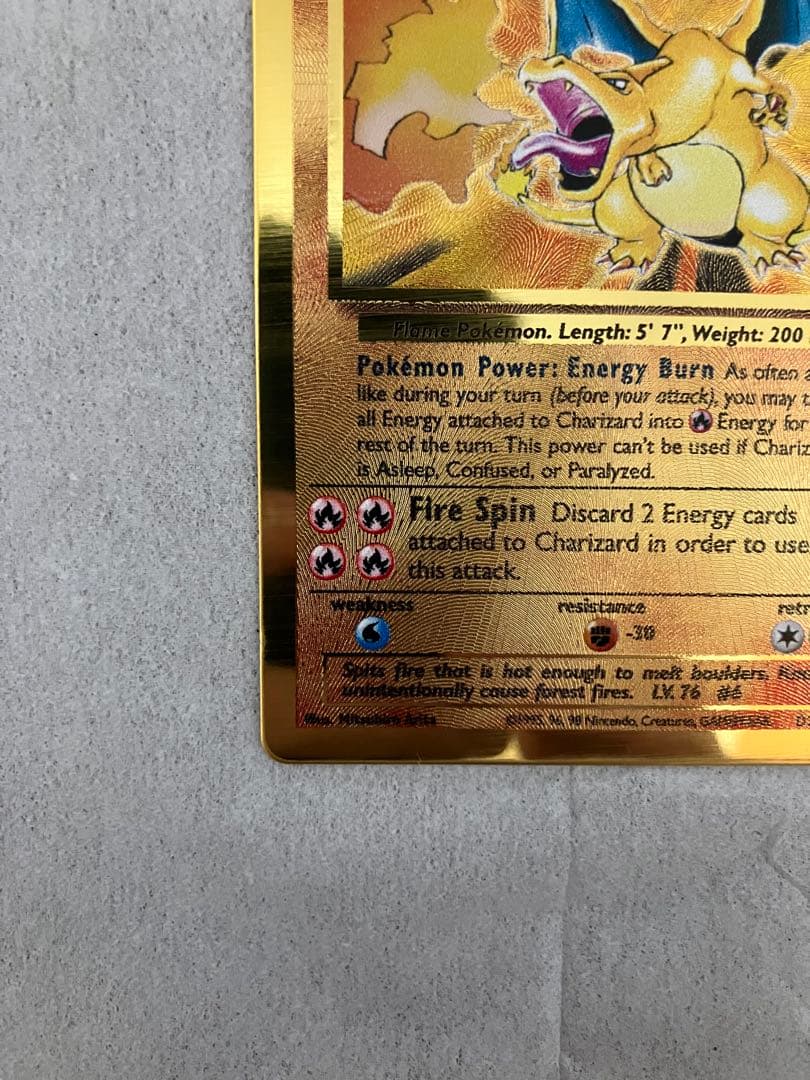 Flame Pokémon. Length: 5' 7", Weight: 200
Pokémon Power: Energy Burn As often a
like during your turn (before your attack), you may t
all Energy attached to Charizard into Energy for
rest of the turn. This power can't be used if Chariz
is Asleep, Confused, or Paralyzed.
Fire Spin Discard 2 Energy cards
attached to Charizard in order to use
this attack.
weakness resistance retr
-30
Spits fire that is hot enough to melt boulders. Kno
unintentionally cause forest fires. LV. 76 #6
Illus. Mitsuhiro Arita ©1995, 96, 98 Nintendo, Creatures, GAMEFREAK.